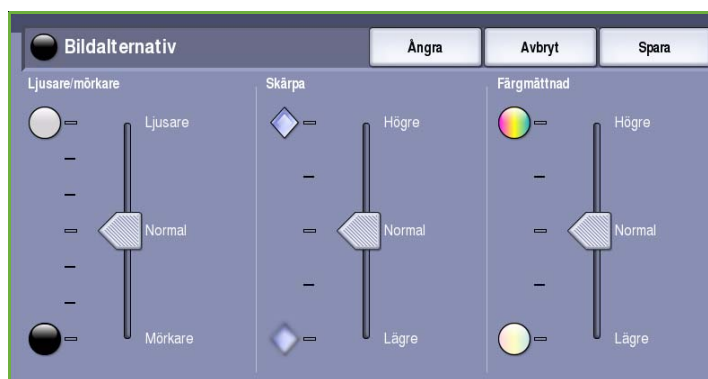 Bildalternativ
Ångra
Avbryt
Spara
Ljusare/mörkare
Skärpa
Färgmättnad
Ljusare
Högre
Högre
Normal
Normal
Normal
Mörkare
Lägre
Lägre